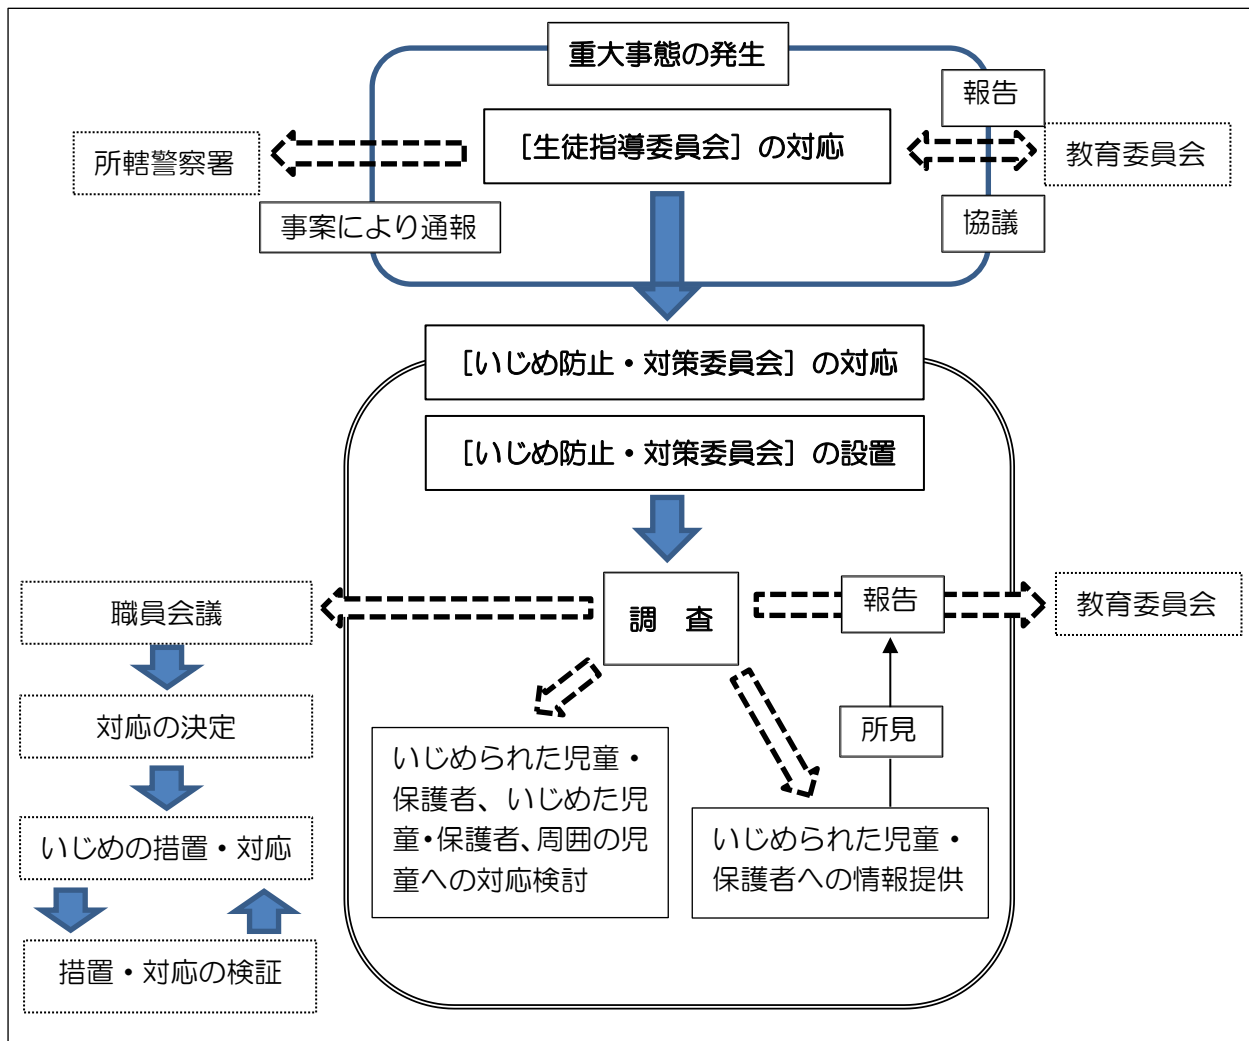 重大事態の発生
報告
［生徒指導委員会］の対応
所轄警察署
教育委員会
事案により通報
協議
［いじめ防止・対策委員会］の対応
［いじめ防止・対策委員会］の設置
職員会議
調　査
報告
教育委員会
対応の決定
所見
いじめられた児童・
保護者、いじめた児
童・保護者、周囲の児
童への対応検討
いじめられた児童・
保護者への情報提供
いじめの措置・対応
措置・対応の検証